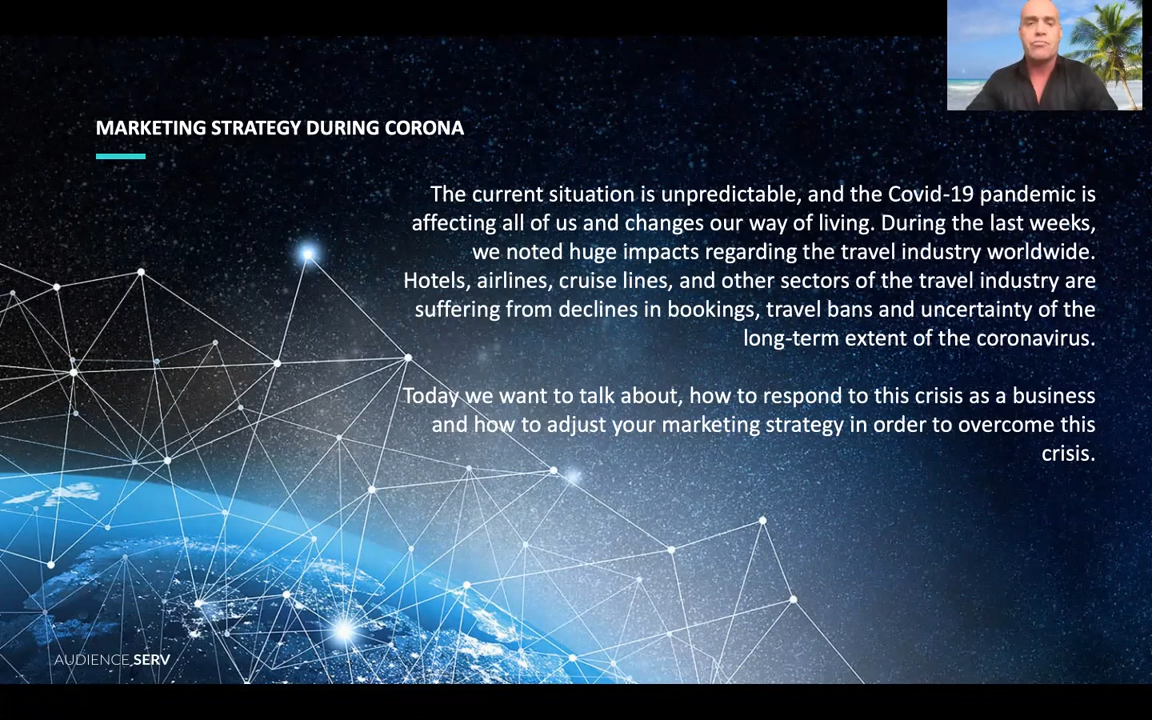 MARKETING STRATEGY DURING CORONA
The current situation is unpredictable, and the Covid-19 pandemic is
affecting all of us and changes our way of living. During the last weeks,
we noted huge impacts regarding the travel industry worldwide.
Hotels, airlines, cruise lines, and other sectors of the travel industry are
suffering from declines in bookings, travel bans and uncertainty of the
long-term extent of the coronavirus.
Today we want to talk about, how to respond to this crisis as a business
and how to adjust your marketing strategy in order to overcome this
crisis.
AUDIENCE.SERV